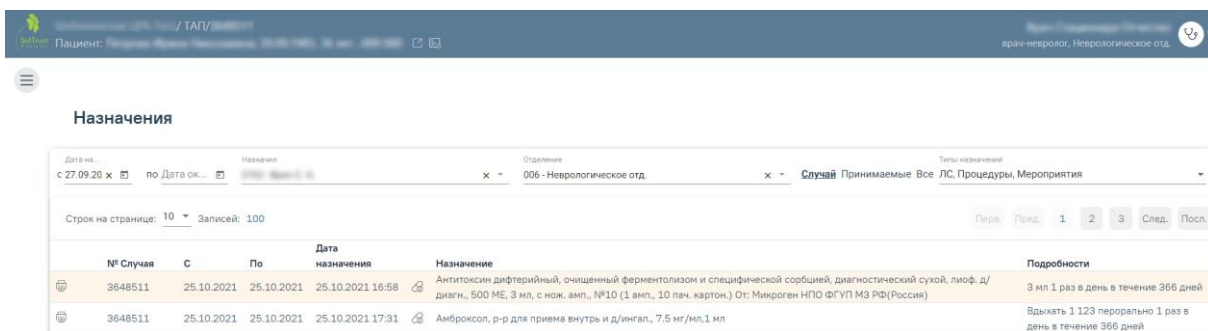 SofTrust
/ ТАП/
Пациент:
врач-невролог, Неврологическое отд.
Назначения
Дата на... Назначил Отделение Типы назначений
с 27.09.20 × по Дата ок... × 006 - Неврологическое отд. × Случай Принимаемые Все ЛС, Процедуры, Мероприятия
Строк на странице: 10 Записей: 100 Перв. Пред. 1 2 3 След. Посл.
№ Случая С По Дата назначения Назначение Подробности
3648511 25.10.2021 25.10.2021 25.10.2021 16:58 Антитоксин дифтерийный, очищенный ферментолизом и специфической сорбцией, диагностический сухой, лиоф. д/
диагн., 500 МЕ, 3 мл, с нож. амп., №10 (1 амп., 10 пач. картон.) От: Микроген НПО ФГУП МЗ РФ(Россия)
3 мл 1 раз в день в течение 366 дней
3648511 25.10.2021 25.10.2021 25.10.2021 17:31 Амброксол, р-р для приема внутрь и д/ингал., 7.5 мг/мл,1 мл
Вдыхать 1 123 перорально 1 раз в
день в течение 366 дней